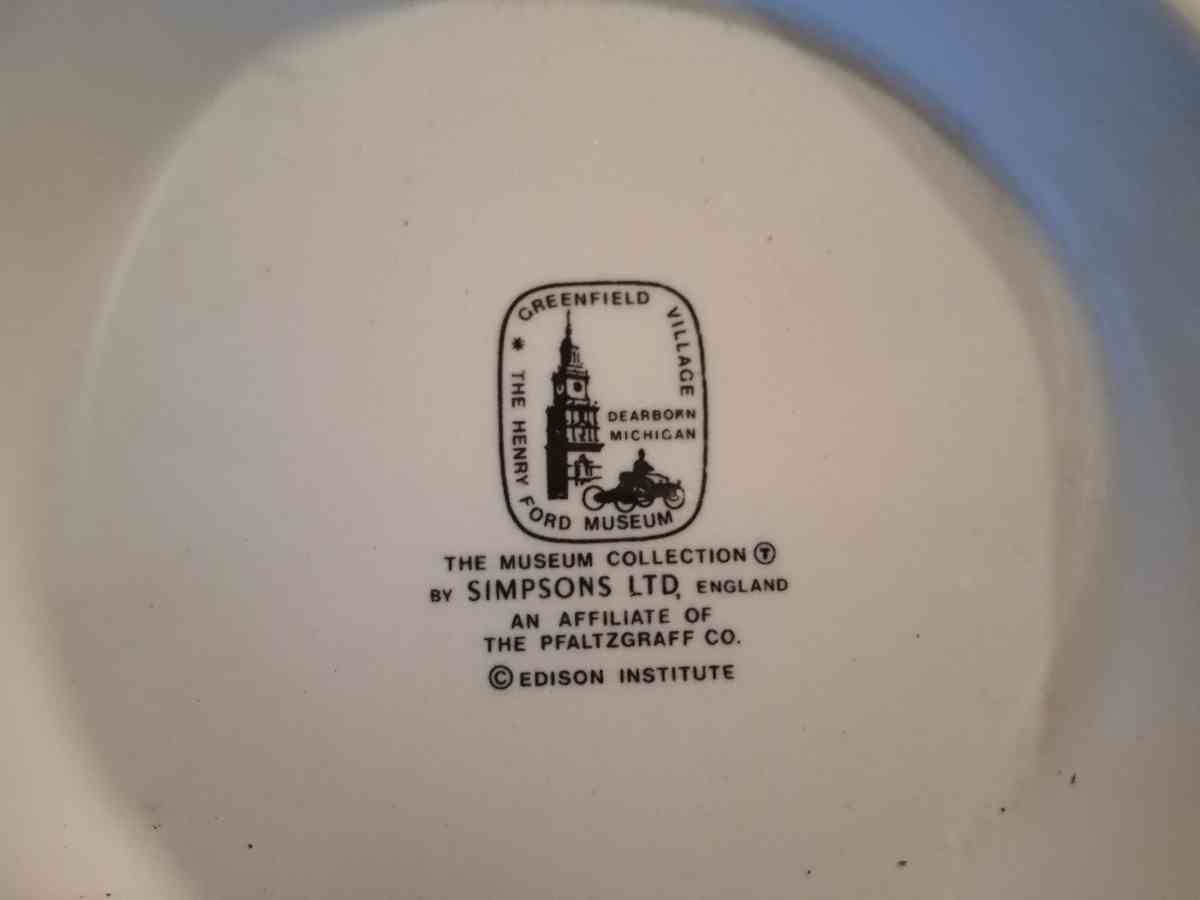 * GREENFIELD VILLAGE
THE HENRY FORD MUSEUM
DEARBORN
MICHIGAN
THE MUSEUM COLLECTION Ⓣ
BY SIMPSONS LTD, ENGLAND
AN AFFILIATE OF
THE PFALTZGRAFF CO.
© EDISON INSTITUTE